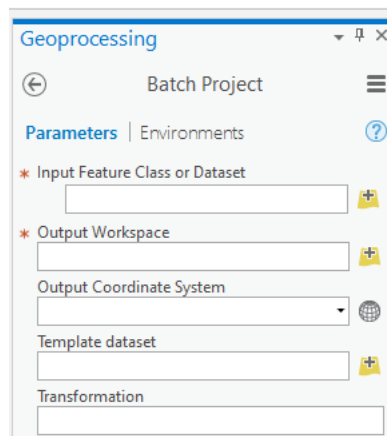 Geoprocessing
Batch Project
Parameters | Environments
?
* Input Feature Class or Dataset
* Output Workspace
Output Coordinate System
Template dataset
Transformation